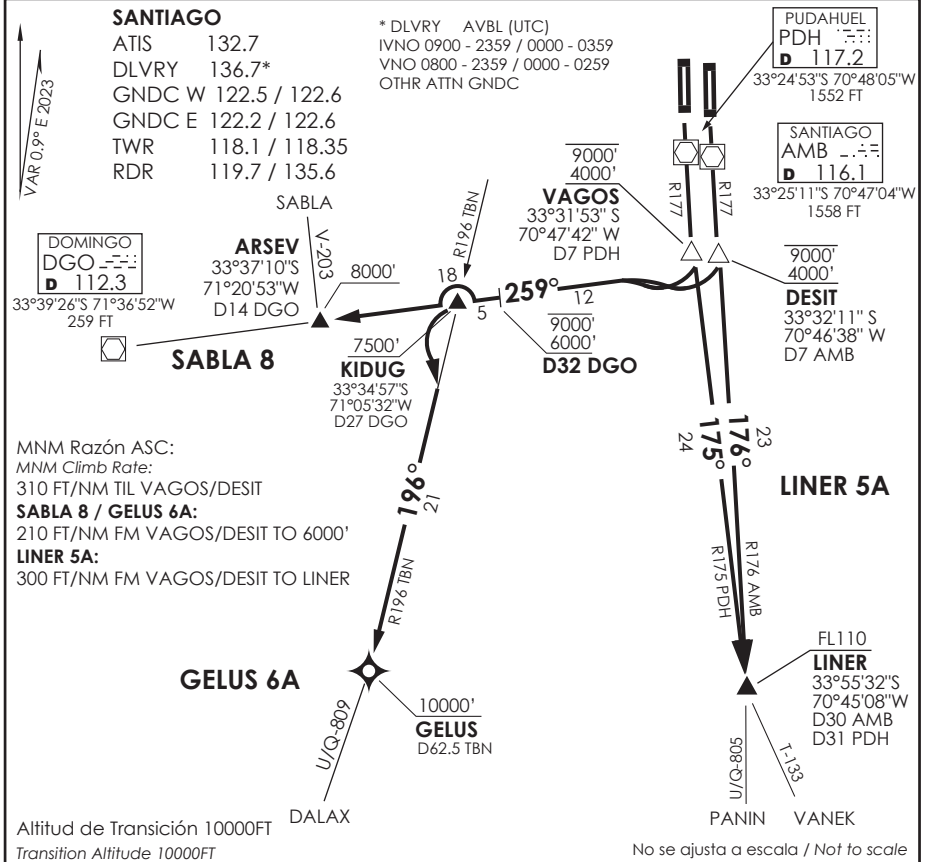 SANTIAGO
ATIS 132.7
DLVRY 136.7*
GNDC W 122.5 / 122.6
GNDC E 122.2 / 122.6
TWR 118.1 / 118.35
RDR 119.7 / 135.6
* DLVRY AVBL (UTC)
IVNO 0900 - 2359 / 0000 - 0359
VNO 0800 - 2359 / 0000 - 0259
OTHR ATTN GNDC
VAR 0.9° E 2023
PUDAHUEL
PDH
D 117.2
33°24'53"S 70°48'05"W
1552 FT
SANTIAGO
AMB
D 116.1
33°25'11"S 70°47'04"W
1558 FT
R177
R177
9000'
4000'
VAGOS
33°31'53" S
70°47'42" W
D7 PDH
9000'
4000'
DESIT
33°32'11" S
70°46'38" W
D7 AMB
SABLA
V-203
R196 TBN
ARSEV
33°37'10"S
71°20'53"W
D14 DGO
8000'
DOMINGO
DGO
D 112.3
33°39'26"S 71°36'52"W
259 FT
SABLA 8
18
5
259°
12
9000'
6000'
D32 DGO
7500'
KIDUG
33°34'57"S
71°05'32"W
D27 DGO
MNM Razón ASC:
MNM Climb Rate:
310 FT/NM TIL VAGOS/DESIT
SABLA 8 / GELUS 6A:
210 FT/NM FM VAGOS/DESIT TO 6000'
LINER 5A:
300 FT/NM FM VAGOS/DESIT TO LINER
196°
21
R196 TBN
24
175°
176°
23
LINER 5A
R175 PDH
R176 AMB
GELUS 6A
10000'
GELUS
D62.5 TBN
U/Q-809
DALAX
FL110
LINER
33°55'32"S
70°45'08"W
D30 AMB
D31 PDH
U/Q-805
T-133
PANIN VANEK
Altitud de Transición 10000FT
Transition Altitude 10000FT
No se ajusta a escala / Not to scale